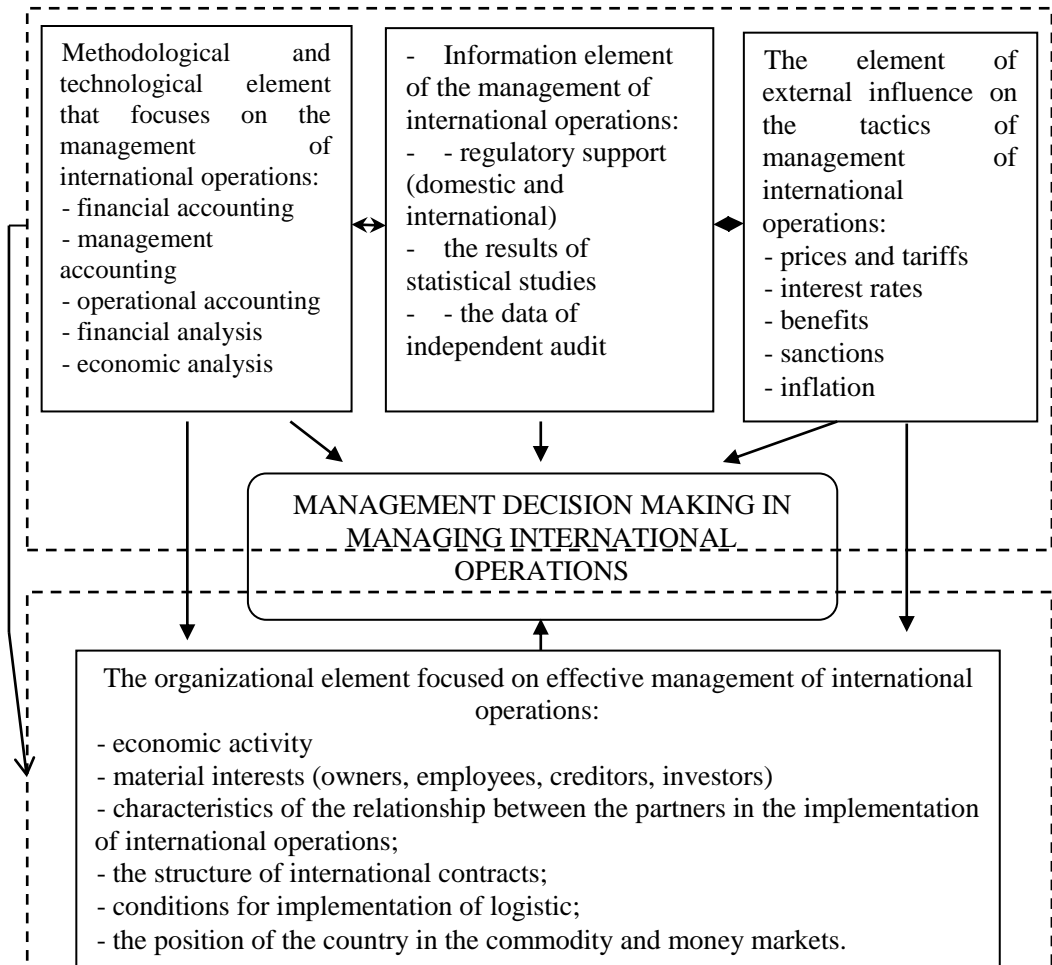 Methodological and
technological element
that focuses on the
management of
international operations:
- financial accounting
- management
accounting
- operational accounting
- financial analysis
- economic analysis
- Information element
of the management of
international operations:
- - regulatory support
(domestic and
international)
- the results of
statistical studies
- - the data of
independent audit
The element of
external influence on
the tactics of
management of
international
operations:
- prices and tariffs
- interest rates
- benefits
- sanctions
- inflation
MANAGEMENT DECISION MAKING IN
MANAGING INTERNATIONAL
OPERATIONS
The organizational element focused on effective management of international
operations:
- economic activity
- material interests (owners, employees, creditors, investors)
- characteristics of the relationship between the partners in the implementation
of international operations;
- the structure of international contracts;
- conditions for implementation of logistic;
- the position of the country in the commodity and money markets.